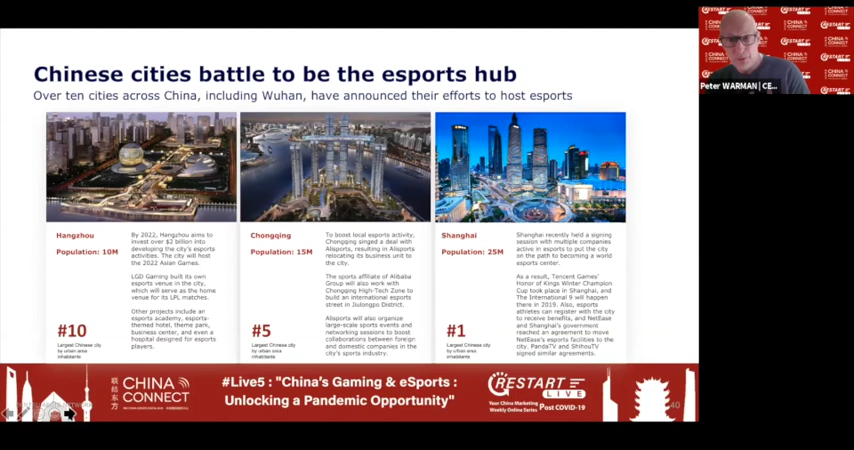 Chinese cities battle to be the esports hub
Over ten cities across China, including Wuhan, have announced their efforts to host esports
Hangzhou
Population: 10M
#10
Largest Chinese city
by urban area
inhabitants
By 2022, Hangzhou aims to
invest over $2 billion into
developing the city's esports
activities. The city will host
the 2022 Asian Games.
LGD Gaming built its own
esports venue in the city,
which will serve as the home
venue for its LPL matches.
Other projects include an
esports academy, esports-
themed hotel, theme park,
business center, and even a
hospital designed for esports
players.
Chongqing
Population: 15M
#5
Largest Chinese city
by urban area
inhabitants
To boost local esports activity,
Chongqing singed a deal with
Alisports, resulting in Alisports
relocating its business unit to
the city.
The sports affiliate of Alibaba
Group will also work with
Chongqing High-Tech Zone to
build an international esports
street in Jiulongpo District.
Alisports will also organize
large-scale sports events and
networking sessions to boost
collaborations between foreign
and domestic companies in the
city's sports industry.
Shanghai
Population: 25M
#1
Largest Chinese city
by urban area
inhabitants
Shanghai recently held a signing
session with multiple companies
active in esports to put the city
on the path to becoming a world
esports center.
As a result, Tencent Games'
Honor of Kings Winter Champion
Cup took place in Shanghai, and
The International 9 will happen
there in 2019. Also, esports
athletes can register with the city
to receive benefits, and NetEase
and Shanghai's government
reached an agreement to move
NetEase's esports facilities to the
city. PandaTV and ShihouTV
signed similar agreements.
Peter WARMAN | CE...
联结东方
CHINA
CONNECT
#Live5 : "China's Gaming & eSports :
Unlocking a Pandemic Opportunity"
RESTART
LIVE
Your China Marketing
Weekly Online Series
Post COVID-19
40